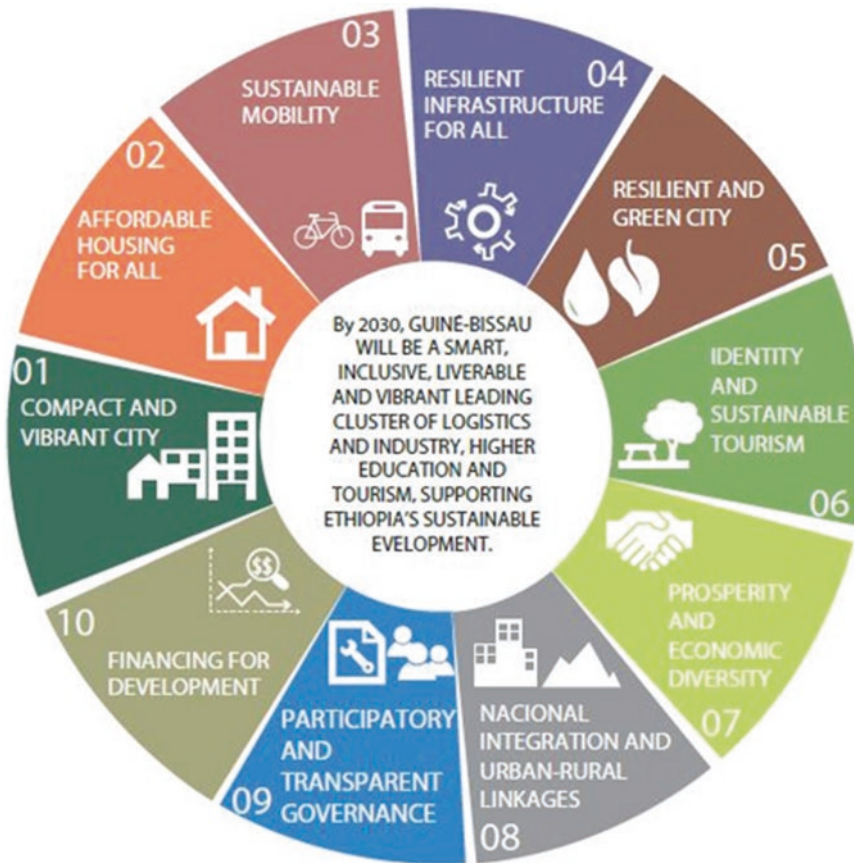 01
COMPACT AND
VIBRANT CITY
02
AFFORDABLE
HOUSING
FOR ALL
03
SUSTAINABLE
MOBILITY
04
RESILIENT
INFRASTRUCTURE
FOR ALL
RESILIENT AND
GREEN CITY
05
IDENTITY
AND
SUSTAINABLE
TOURISM
06
PROSPERITY
AND
ECONOMIC
DIVERSITY
07
NACIONAL
INTEGRATION AND
URBAN-RURAL
LINKAGES
08
PARTICIPATORY
AND
TRANSPARENT
GOVERNANCE
09
$$
10
FINANCING FOR
DEVELOPMENT
By 2030, GUINÉ-BISSAU
WILL BE A SMART,
INCLUSIVE, LIVERABLE
AND VIBRANT LEADING
CLUSTER OF LOGISTICS
AND INDUSTRY, HIGHER
EDUCATION AND
TOURISM, SUPPORTING
ETHIOPIA'S SUSTAINABLE
EVELOPMENT.